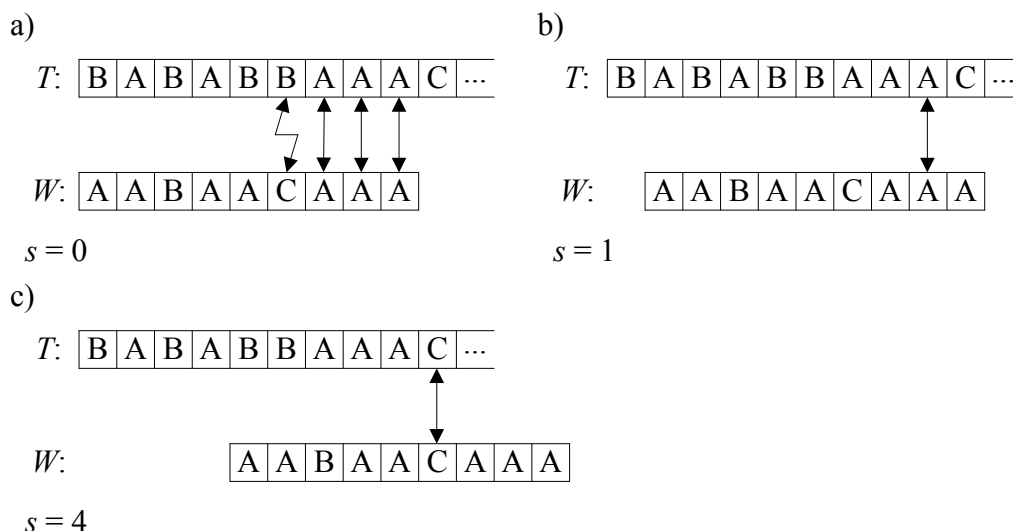 a)
T: B A B A B B A A A C ...
W: A A B A A C A A A
s = 0
b)
T: B A B A B B A A A C ...
W: A A B A A C A A A
s = 1
c)
T: B A B A B B A A A C ...
W: A A B A A C A A A
s = 4